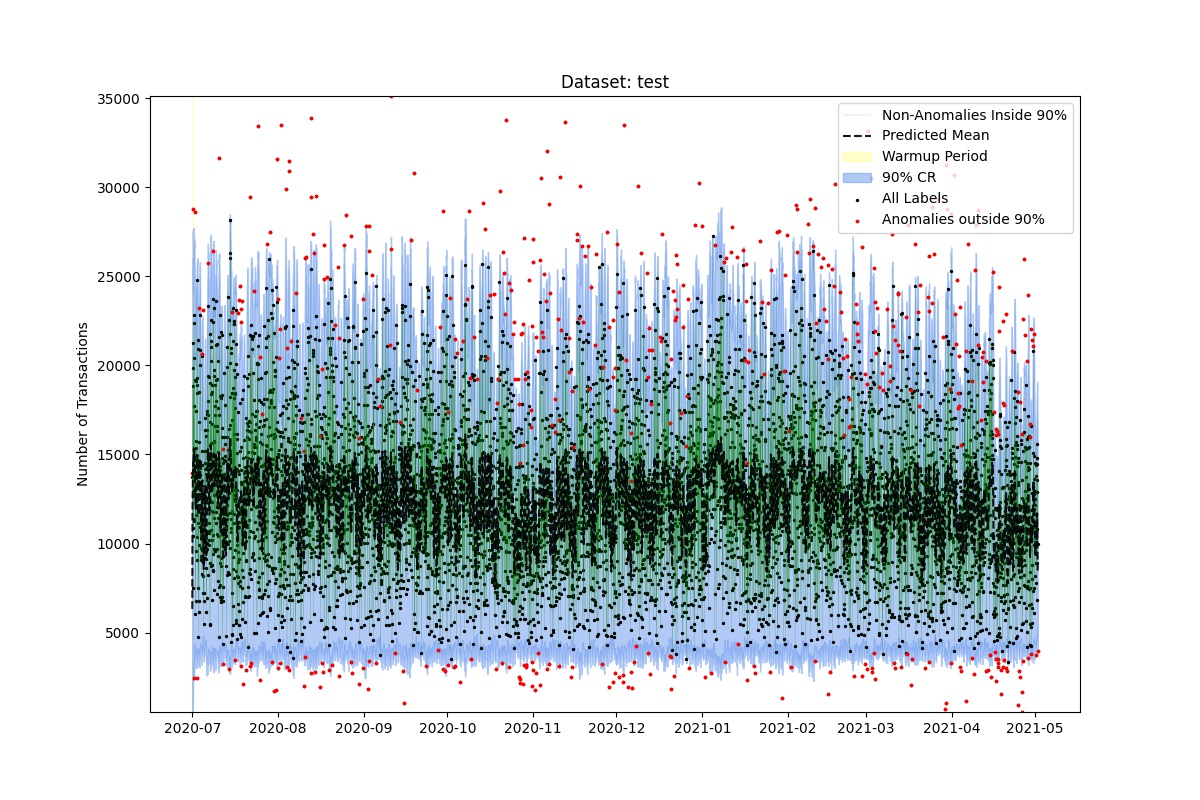 Dataset: test
35000
30000
25000
20000
15000
10000
5000
Number of Transactions
Non-Anomalies Inside 90%
Predicted Mean
Warmup Period
90% CR
All Labels
Anomalies outside 90%
2020-07 2020-08 2020-09 2020-10 2020-11 2020-12 2021-01 2021-02 2021-03 2021-04 2021-05